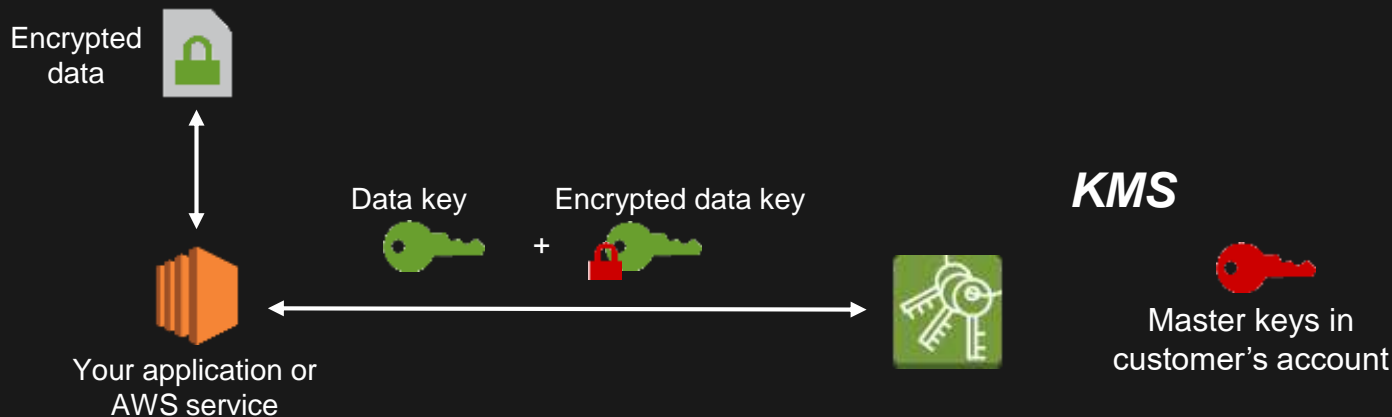 Encrypted
data
Data key
+
Encrypted data key
KMS
Your application or
AWS service
Master keys in
customer’s account